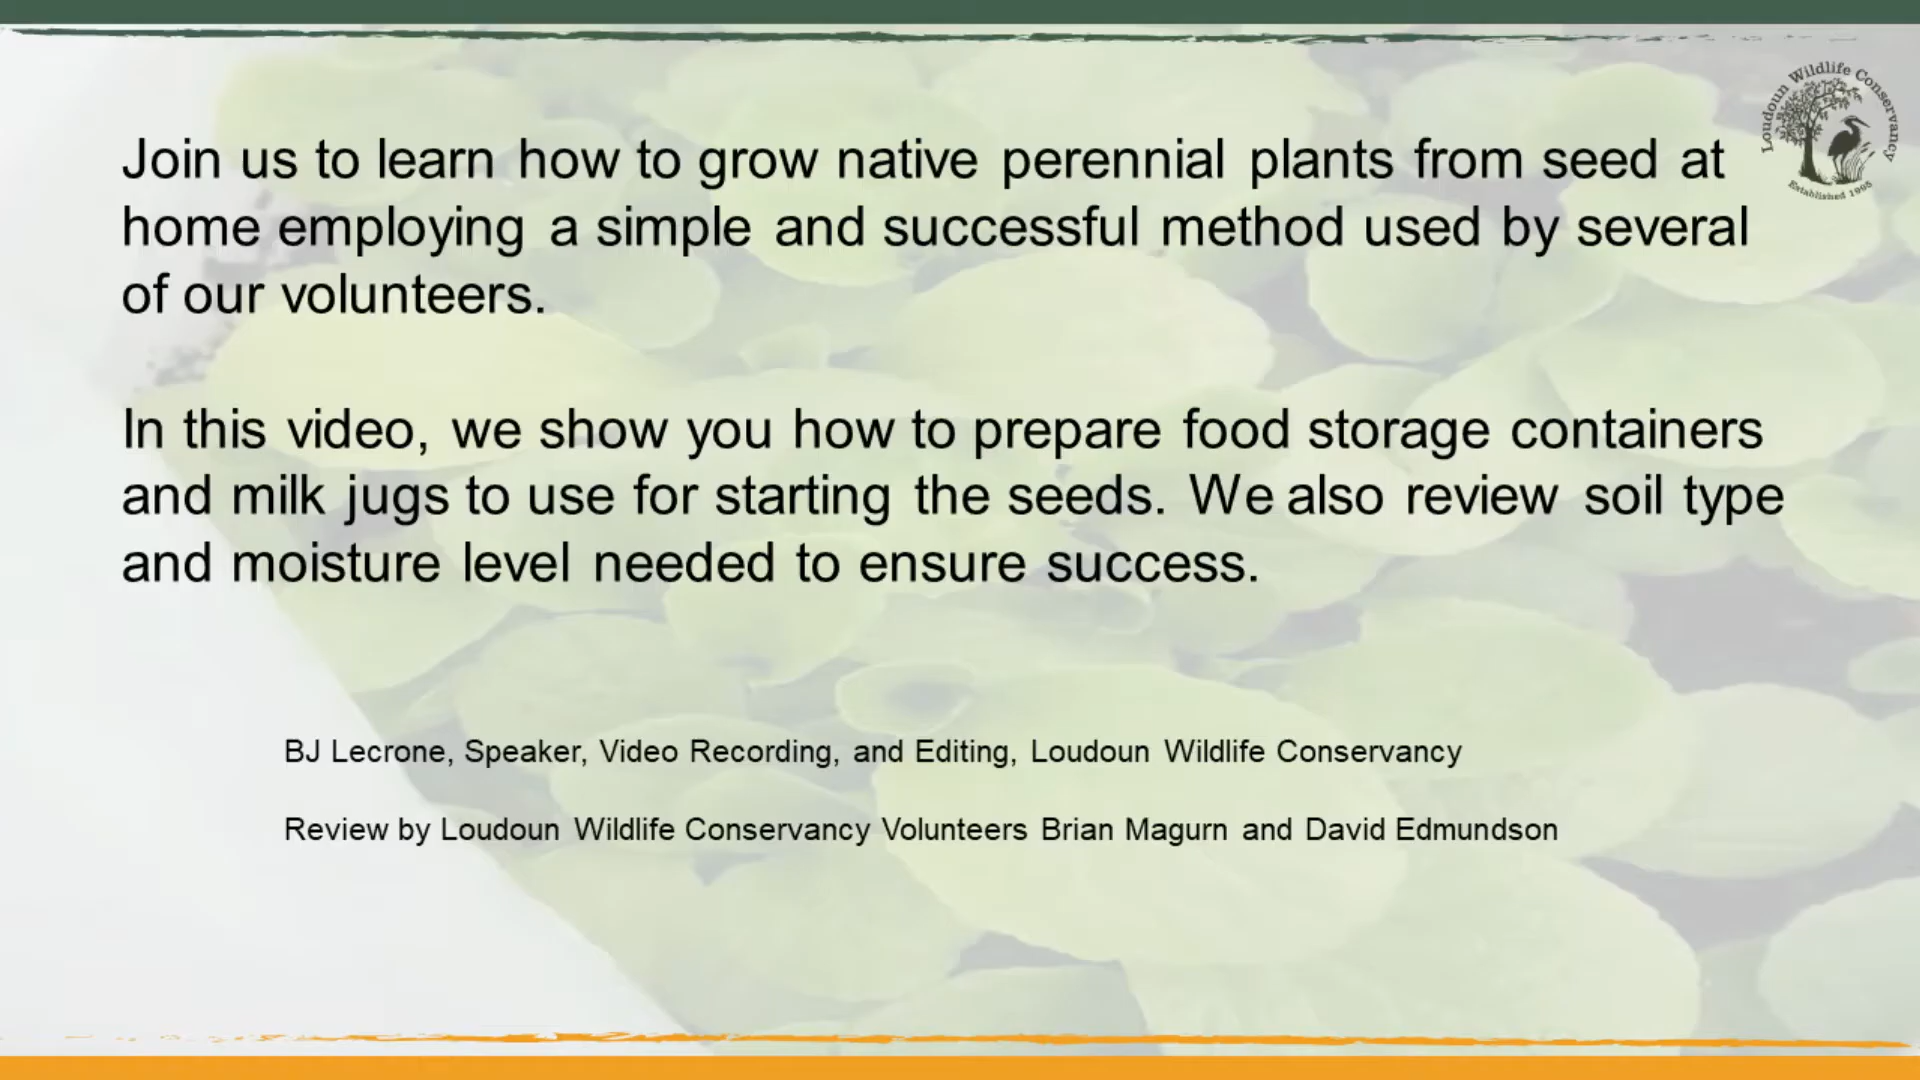 Join us to learn how to grow native perennial plants from seed at
home employing a simple and successful method used by several
of our volunteers.
In this video, we show you how to prepare food storage containers
and milk jugs to use for starting the seeds. We also review soil type
and moisture level needed to ensure success.
BJ Lecrone, Speaker, Video Recording, and Editing, Loudoun Wildlife Conservancy
Review by Loudoun Wildlife Conservancy Volunteers Brian Magurn and David Edmundson
Loudoun Wildlife Conservancy
Established 1995